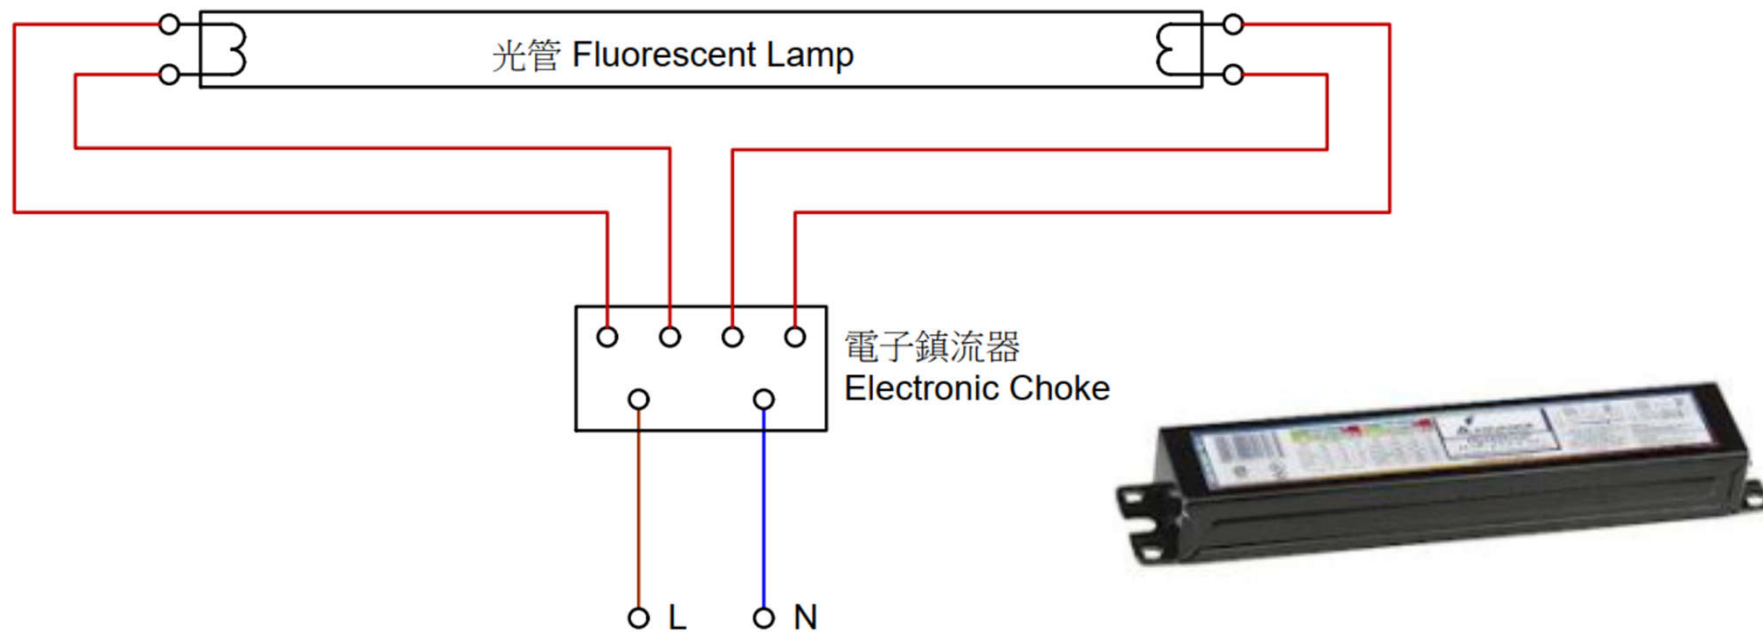 光管 Fluorescent Lamp
電子鎮流器
Electronic Choke
L N